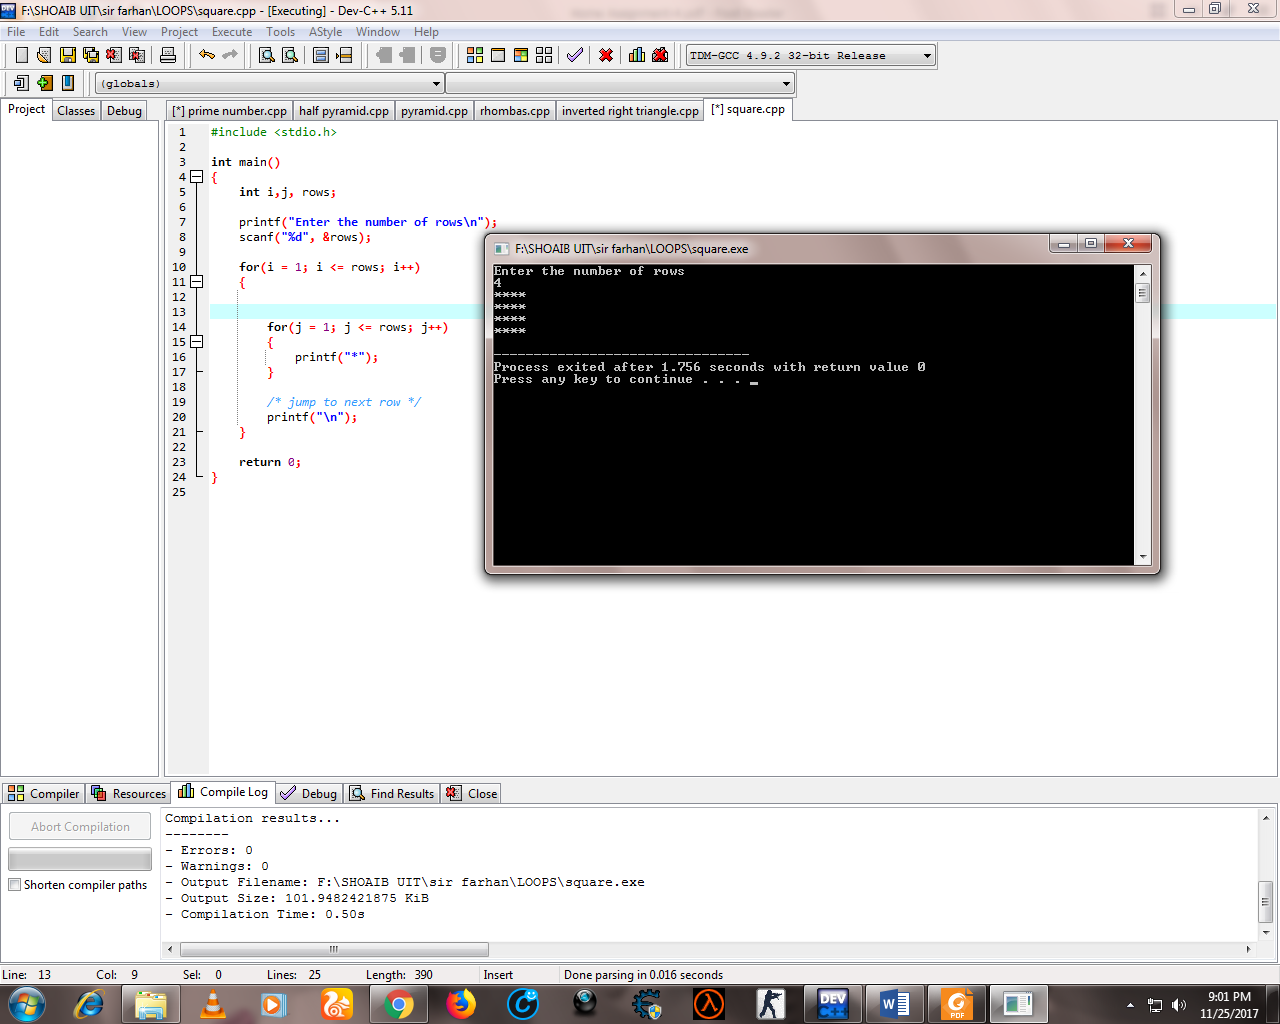 F:\SHOAIB UIT\sir farhan\LOOPS\square.cpp - [Executing] - Dev-C++ 5.11
File Edit Search View Project Execute Tools AStyle Window Help
TDM-GCC 4.9.2 32-bit Release
(globals)
Project Classes Debug
[*] prime number.cpp half pyramid.cpp pyramid.cpp rhombas.cpp inverted right triangle.cpp [*] square.cpp
1 #include <stdio.h>
2
3 int main()
4 {
5 int i,j, rows;
6
7 printf("Enter the number of rows\n");
8 scanf("%d", &rows);
9
10 for(i = 1; i <= rows; i++)
11 {
12
13
14 for(j = 1; j <= rows; j++)
15 {
16 printf("*");
17 }
18
19 /* jump to next row */
20 printf("\n");
21 }
22
23 return 0;
24 }
25
F:\SHOAIB UIT\sir farhan\LOOPS\square.exe
Enter the number of rows
4
****
****
****
****
--------------------------------
Process exited after 1.756 seconds with return value 0
Press any key to continue . . . _
Compiler Resources Compile Log Debug Find Results Close
Abort Compilation
Shorten compiler paths
Compilation results...
--------
- Errors: 0
- Warnings: 0
- Output Filename: F:\SHOAIB UIT\sir farhan\LOOPS\square.exe
- Output Size: 101.9482421875 KiB
- Compilation Time: 0.50s
Line: 13 Col: 9 Sel: 0 Lines: 25 Length: 390 Insert Done parsing in 0.016 seconds
DEV C++
W
PDF
9:01 PM
11/25/2017